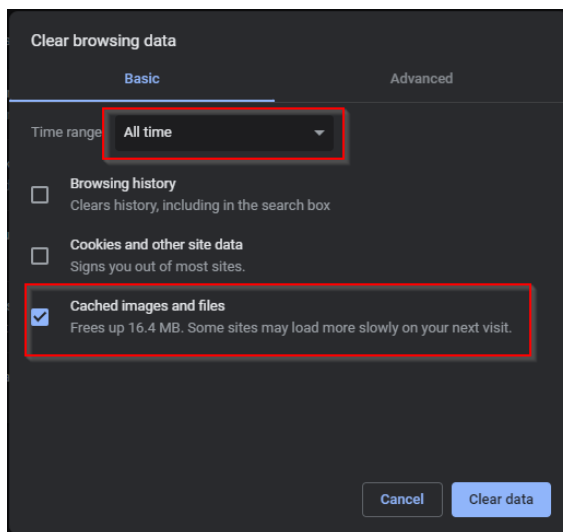 Clear browsing data
Basic Advanced
Time range All time
Browsing history
Clears history, including in the search box
Cookies and other site data
Signs you out of most sites.
Cached images and files
Frees up 16.4 MB. Some sites may load more slowly on your next visit.
Cancel Clear data